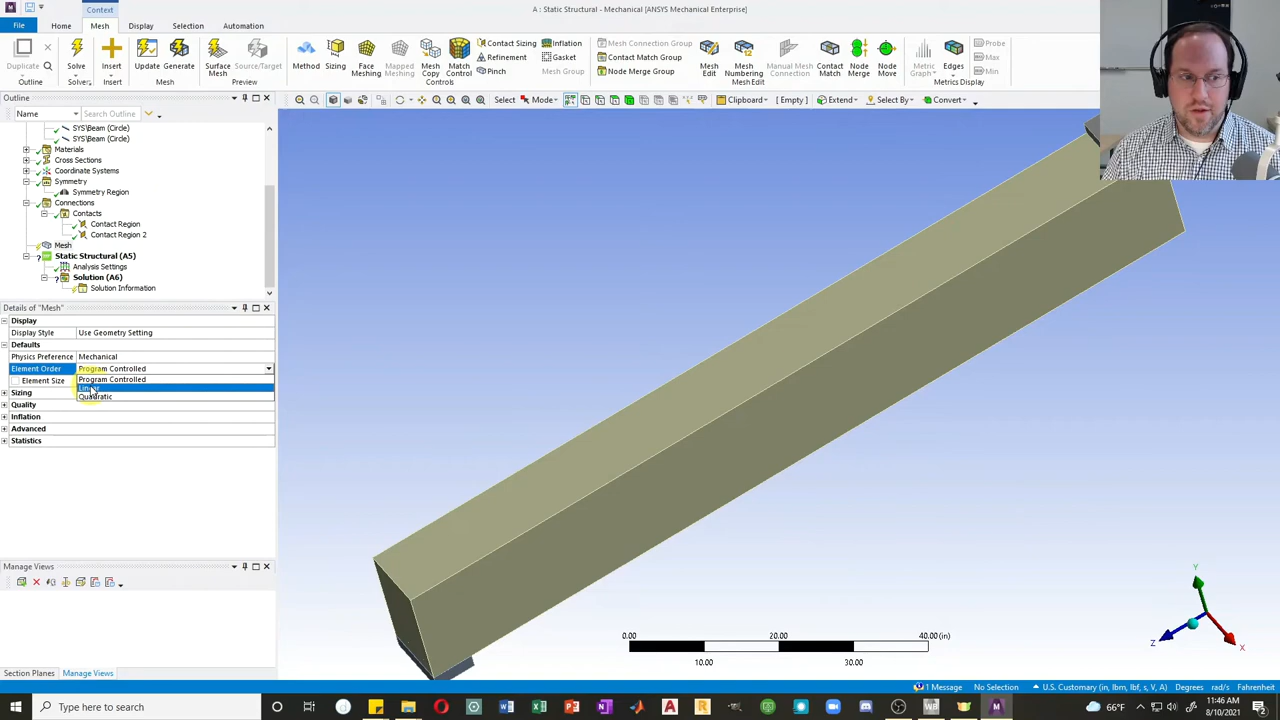 Context
A : Static Structural - Mechanical [ANSYS Mechanical Enterprise]
File Home Mesh Display Selection Automation
Duplicate
Outline
Solve
Solver
Insert
Insert
Update Generate
Mesh
Surface Mesh
Source/Target
Preview
Method Sizing Face Meshing Mapped Meshing Mesh Copy Match Control
Contact Sizing Inflation
Refinement Gasket
Pinch Mesh Group
Controls
Mesh Connection Group
Contact Match Group
Node Merge Group
Mesh Edit Mesh Numbering Manual Mesh Connection Contact Match Node Merge Node Move
Mesh Edit
Metric Graph Edges
Probe
Max
Min
Metrics Display
Outline
Name Search Outline
Select Mode Clipboard [ Empty ] Extend Select By Convert
SYS\Beam (Circle)
SYS\Beam (Circle)
Materials
Cross Sections
Coordinate Systems
Symmetry
Symmetry Region
Connections
Contacts
Contact Region
Contact Region 2
Mesh
Static Structural (A5)
Analysis Settings
Solution (A6)
Solution Information
Details of "Mesh"
Display
Display Style Use Geometry Setting
Defaults
Physics Preference Mechanical
Element Order Program Controlled
Program Controlled
Element Size
Linear
Quadratic
Sizing
Quality
Inflation
Advanced
Statistics
Manage Views
Section Planes Manage Views
0.00 20.00 40.00 (in)
10.00 30.00
Y
Z
X
1 Message No Selection U.S. Customary (in, lbm, lbf, s, V, A) Degrees rad/s Fahrenheit
Type here to search
11:46 AM
8/10/2021